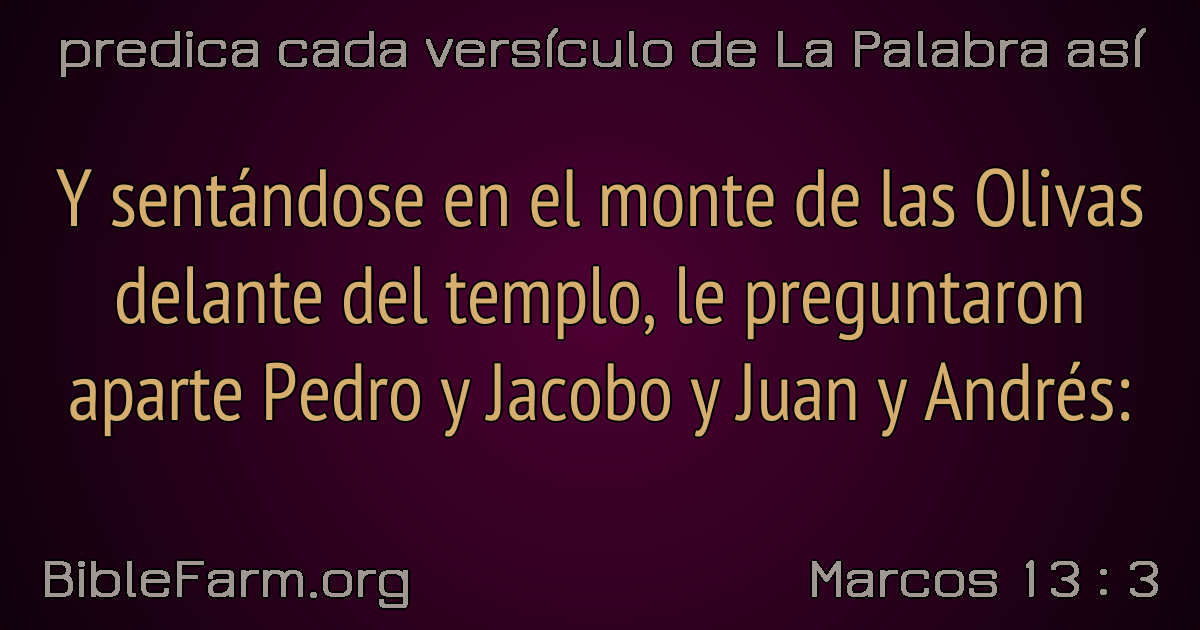 predica cada versículo de La Palabra así
Y sentándose en el monte de las Olivas
delante del templo, le preguntaron
aparte Pedro y Jacobo y Juan y Andrés:
BibleFarm.org
Marcos 13 : 3